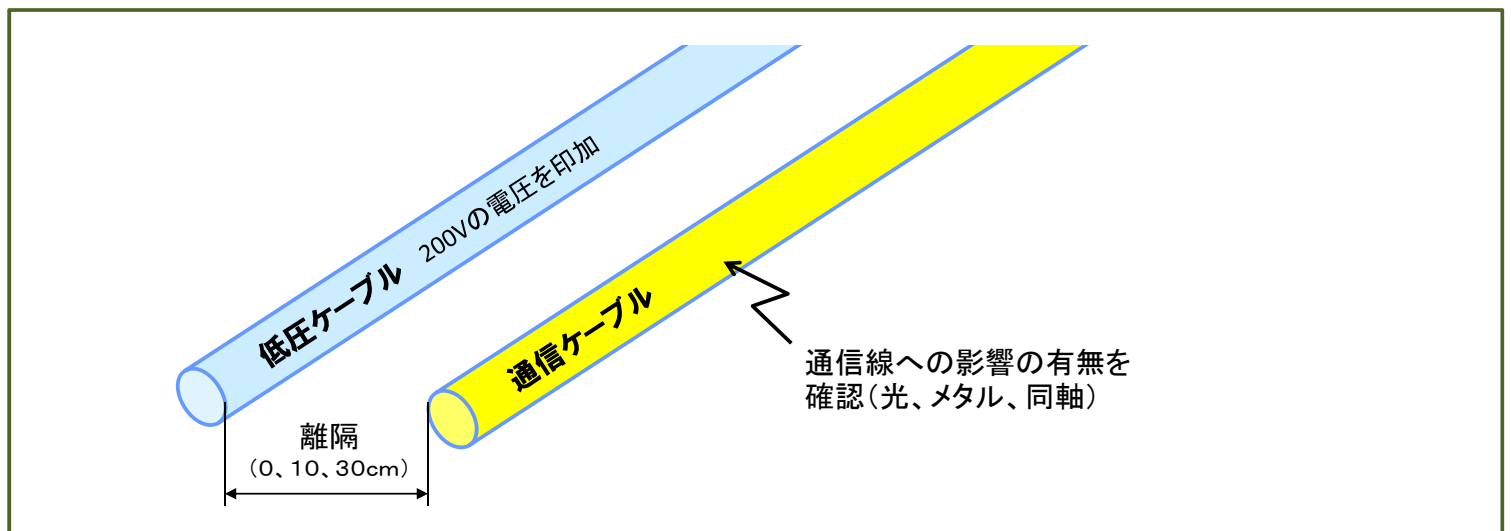 低圧ケーブル 200Vの電圧を印加
通信ケーブル
通信線への影響の有無を
確認(光、メタル、同軸)
離隔
(0、10、30cm)